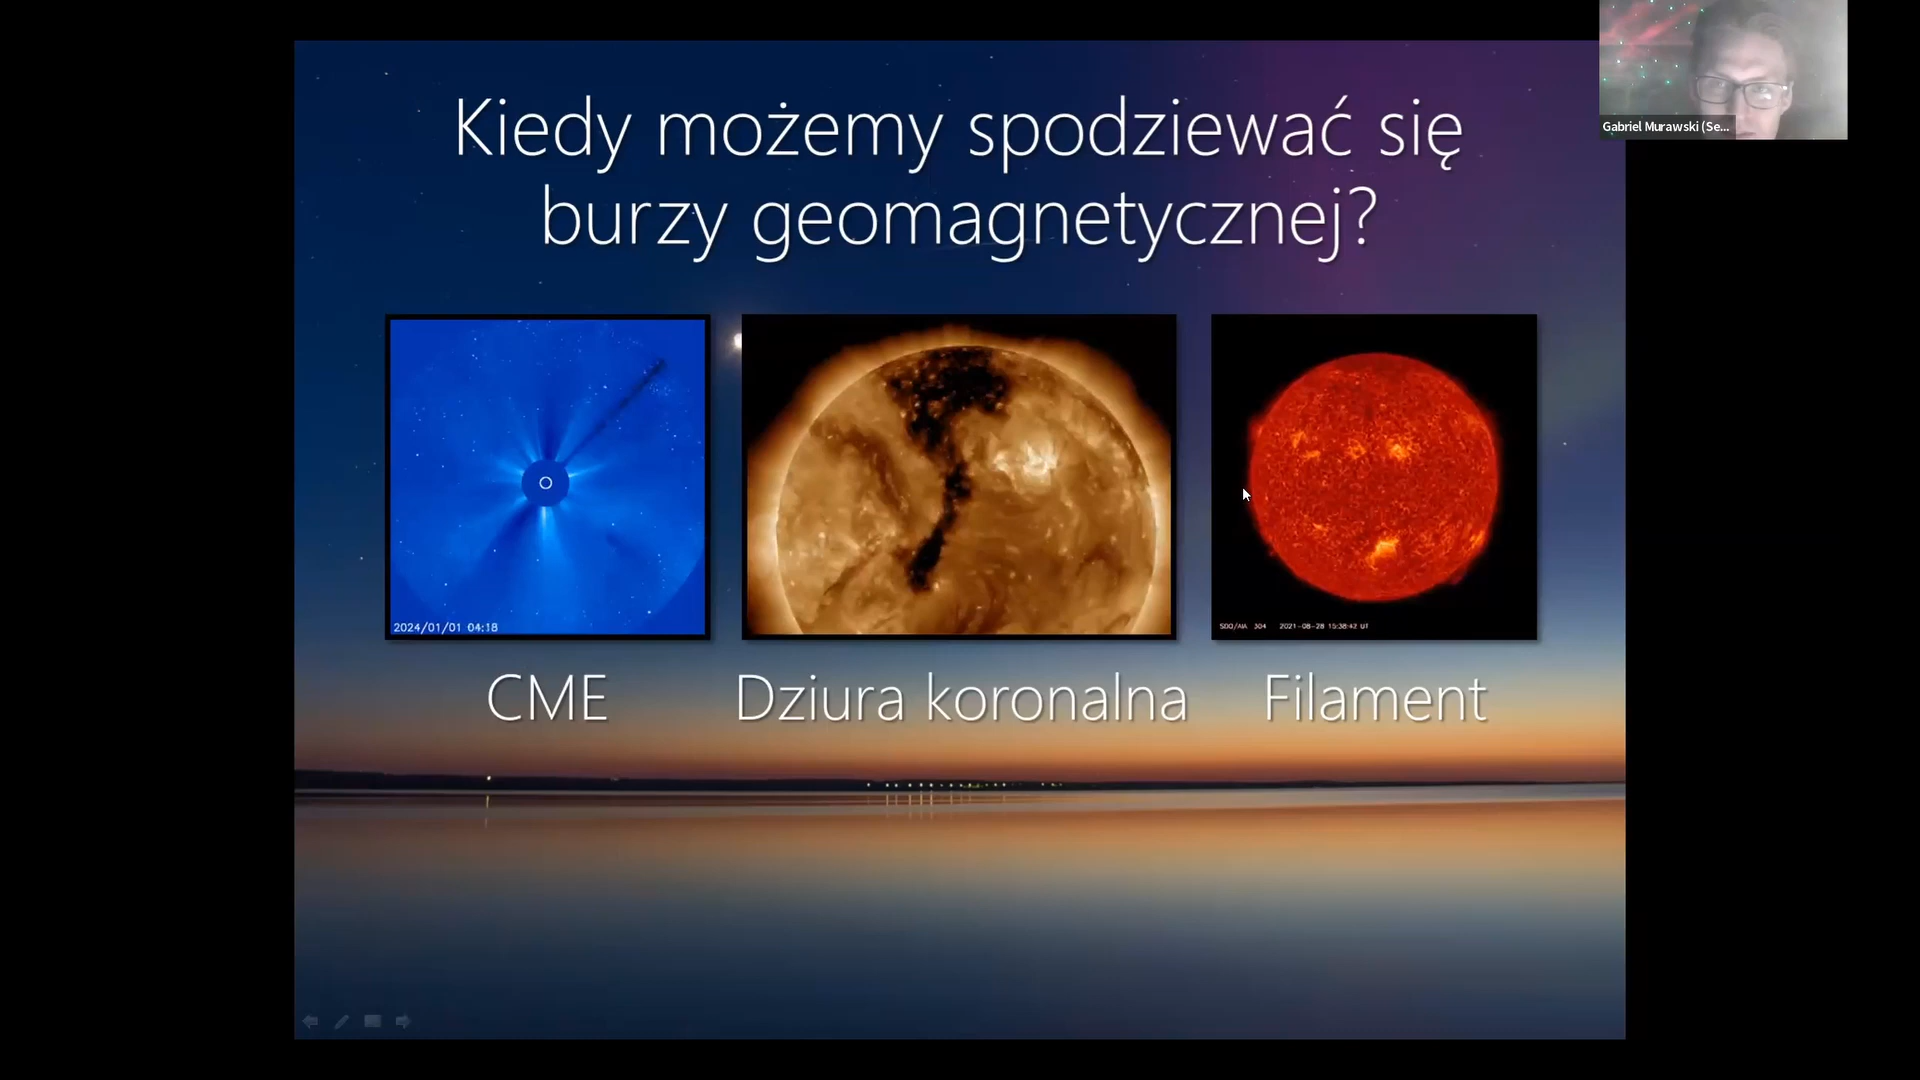 Kiedy możemy spodziewać się
burzy geomagnetycznej?
Gabriel Murawski (Se...
2024/01/01 04:18
SDO/AIA 304 2021-08-28 15:38:42 UT
CME
Dziura koronalna
Filament